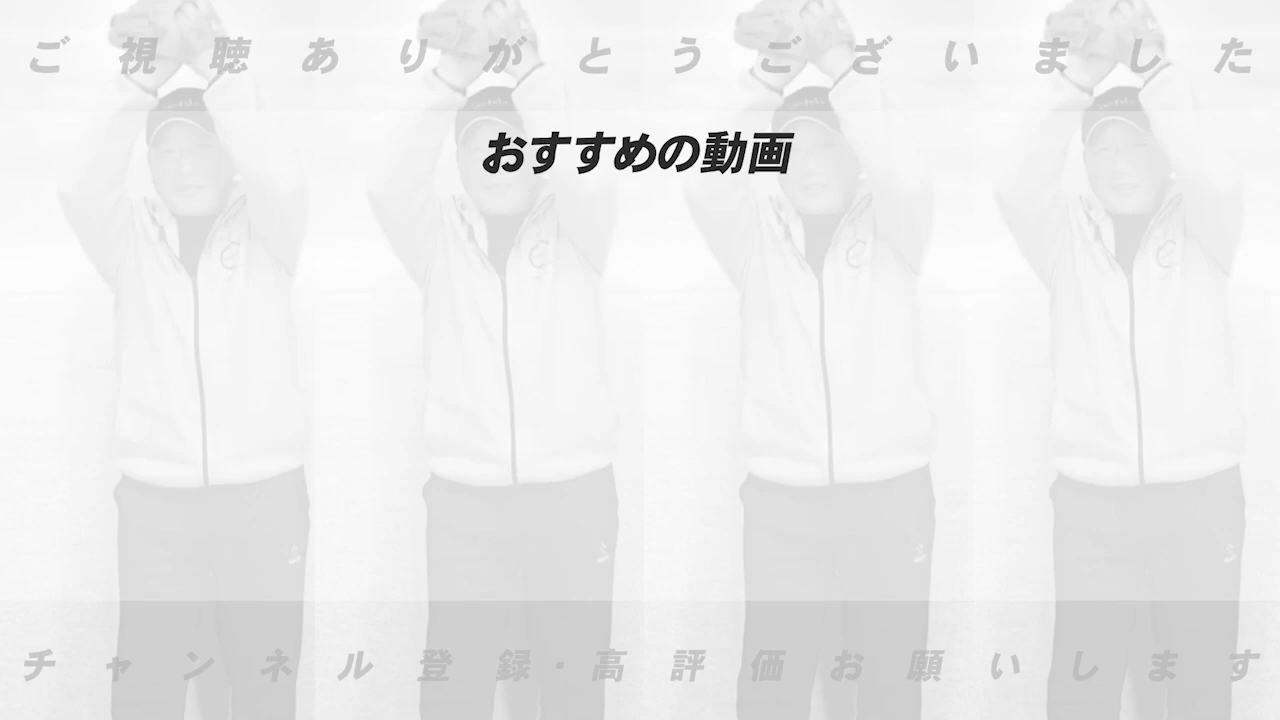 ご視聴ありがとうございました
おすすめの動画
チャンネル登録・高評価お願いします